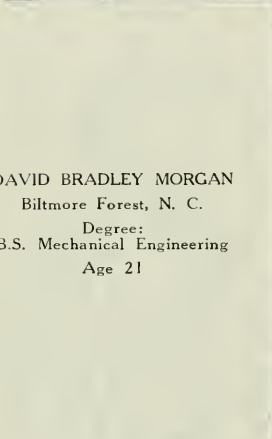 DAVID BRADLEY MORGAN
Biltmore Forest, N. C.
Degree:
B.S. Mechanical Engineering
Age 21